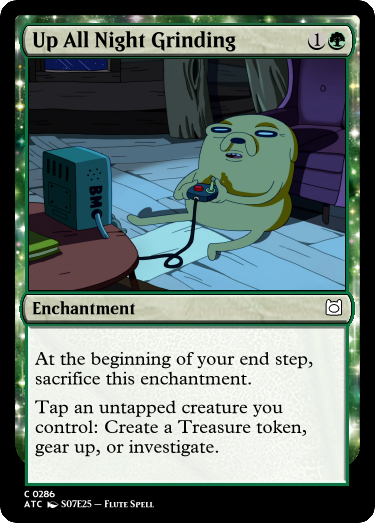 Up All Night Grinding 1
BM
Enchantment
At the beginning of your end step,
sacrifice this enchantment.
Tap an untapped creature you
control: Create a Treasure token,
gear up, or investigate.
C 0286
ATC S07E25 – Flute Spell